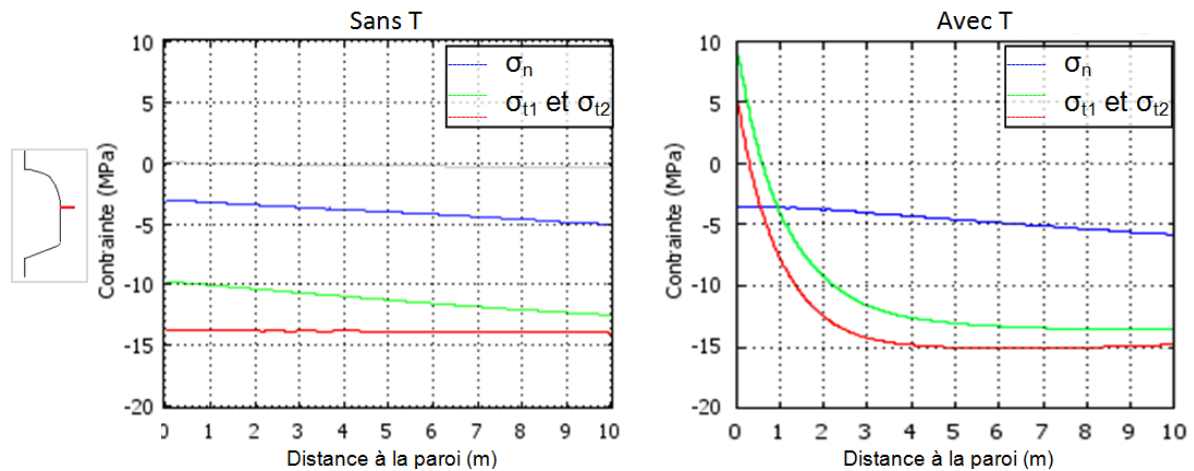 Sans T
Contrainte (MPa)
10
5
0
-5
-10
-15
-20
0 1 2 3 4 5 6 7 8 9 10
Distance à la paroi (m)
σn
σt1 et σt2
Avec T
Contrainte (MPa)
10
5
0
-5
-10
-15
-20
0 1 2 3 4 5 6 7 8 9 10
Distance à la paroi (m)
σn
σt1 et σt2